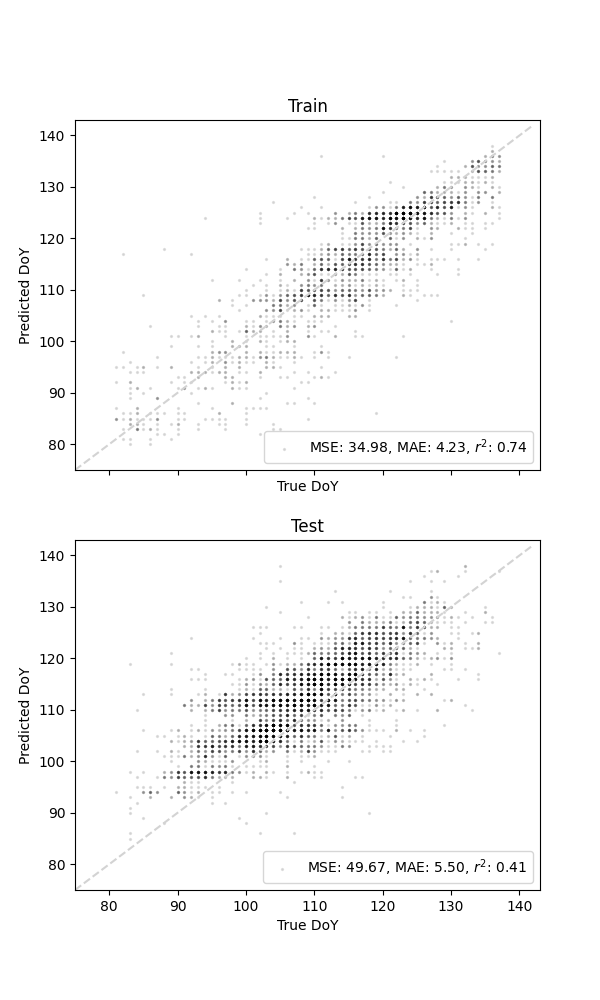 Train
140
130
120
110
100
90
80
Predicted DoY
MSE: 34.98, MAE: 4.23, r²: 0.74
True DoY
Test
140
130
120
110
100
90
80
Predicted DoY
MSE: 49.67, MAE: 5.50, r²: 0.41
80 90 100 110 120 130 140
True DoY